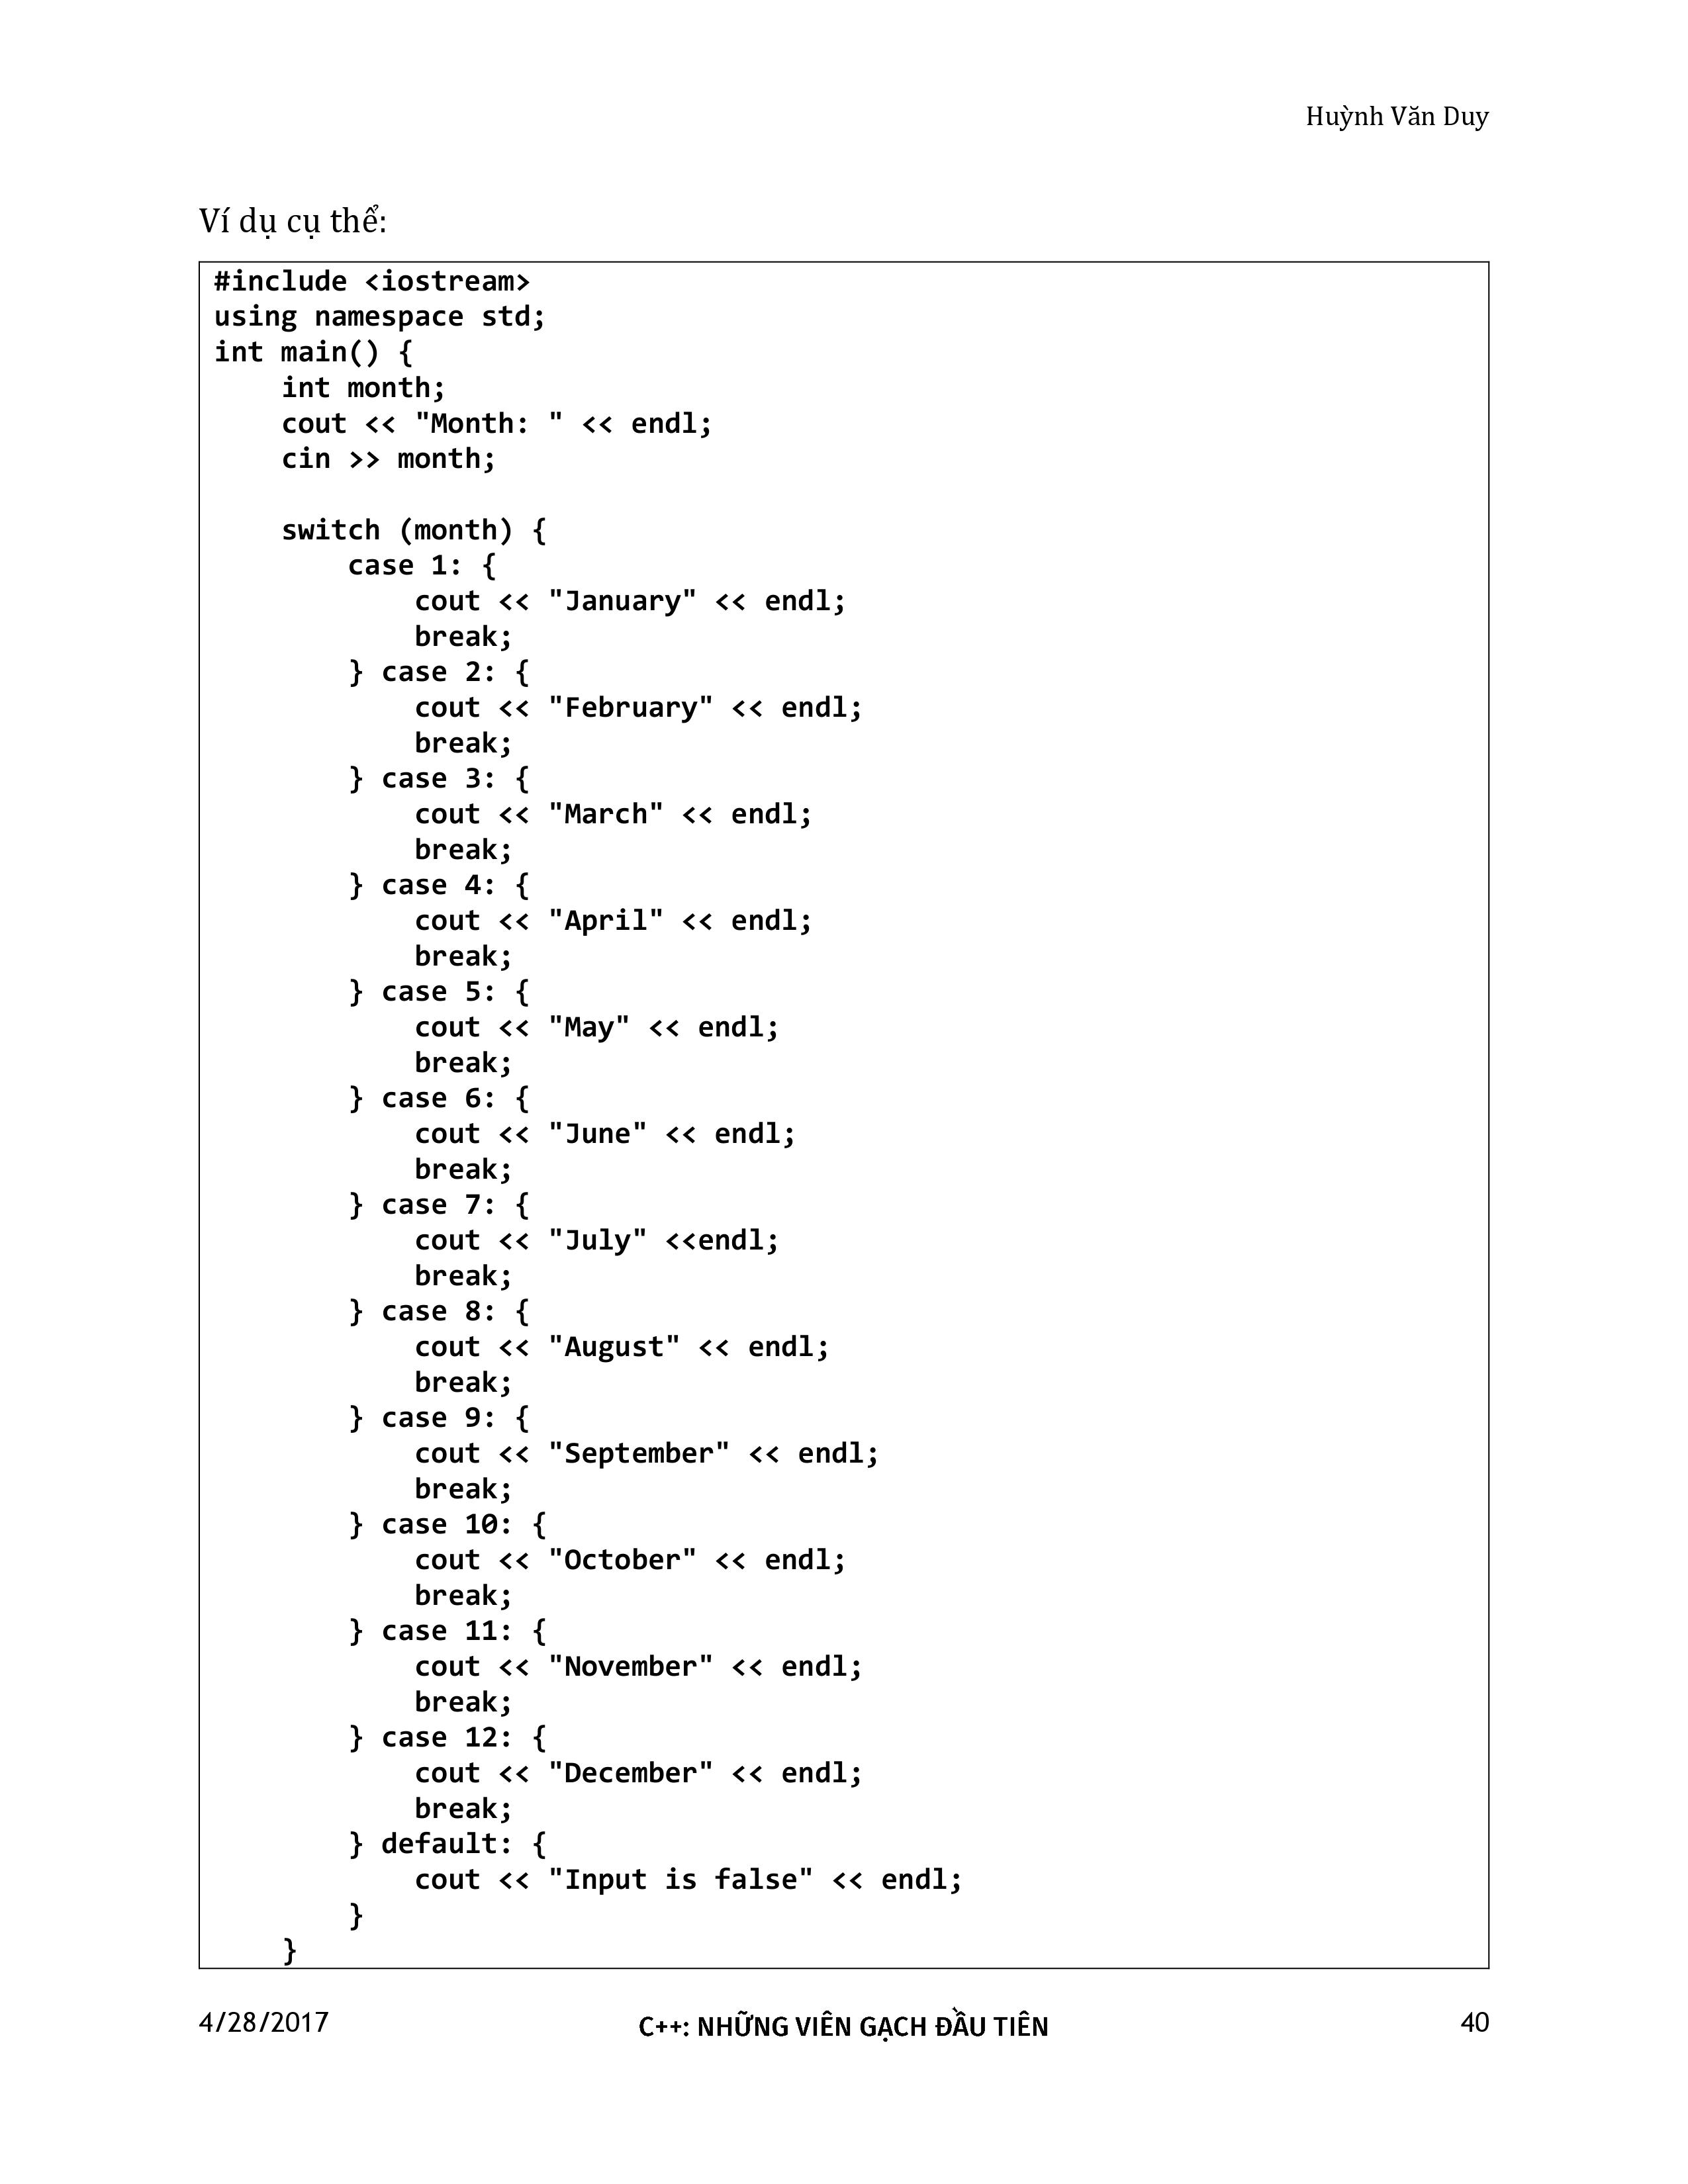 Huỳnh Văn Duy
Ví dụ cụ thể:
#include <iostream>
using namespace std;
int main() {
    int month;
    cout << "Month: " << endl;
    cin >> month;

    switch (month) {
        case 1: {
            cout << "January" << endl;
            break;
        } case 2: {
            cout << "February" << endl;
            break;
        } case 3: {
            cout << "March" << endl;
            break;
        } case 4: {
            cout << "April" << endl;
            break;
        } case 5: {
            cout << "May" << endl;
            break;
        } case 6: {
            cout << "June" << endl;
            break;
        } case 7: {
            cout << "July" <<endl;
            break;
        } case 8: {
            cout << "August" << endl;
            break;
        } case 9: {
            cout << "September" << endl;
            break;
        } case 10: {
            cout << "October" << endl;
            break;
        } case 11: {
            cout << "November" << endl;
            break;
        } case 12: {
            cout << "December" << endl;
            break;
        } default: {
            cout << "Input is false" << endl;
        }
    }
4/28/2017 C++: NHỮNG VIÊN GẠCH ĐẦU TIÊN 40